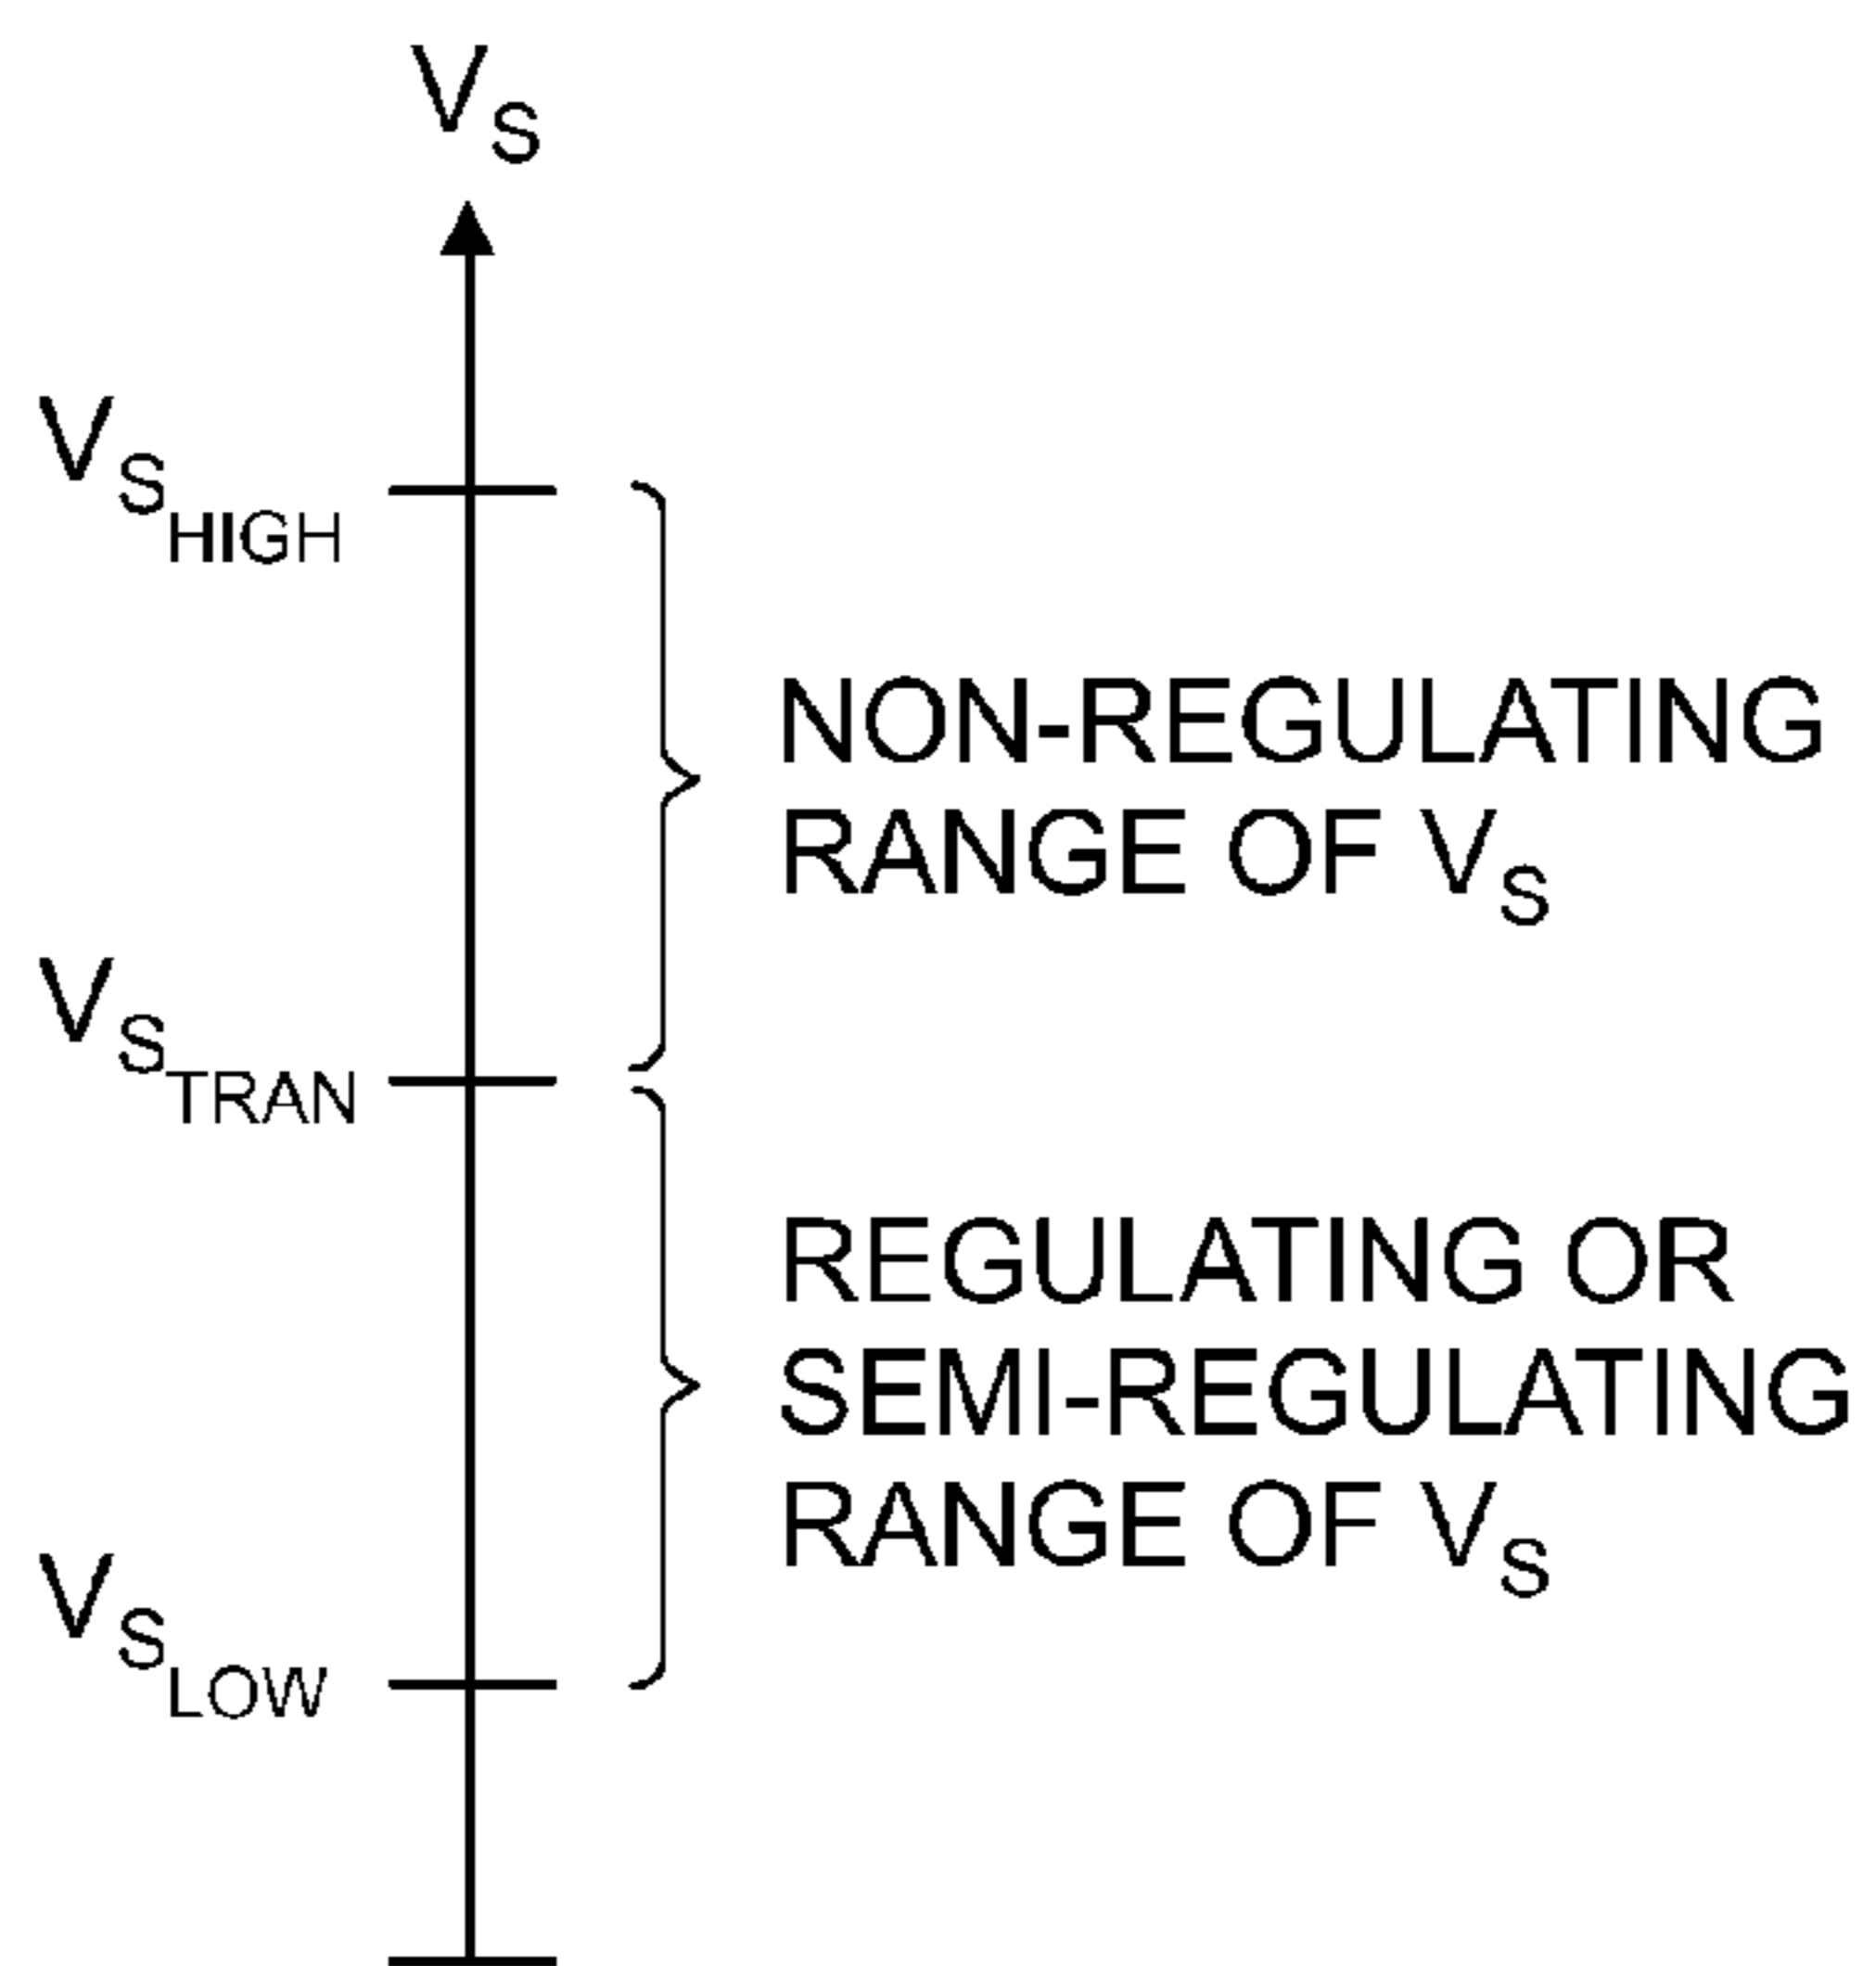 VS
VSHIGH
NON-REGULATING
RANGE OF VS
VSTRAN
REGULATING OR
SEMI-REGULATING
RANGE OF VS
VSLOW